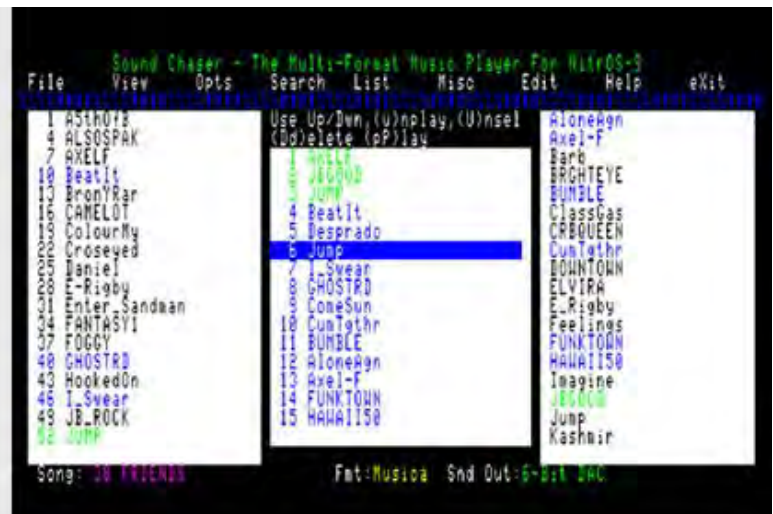 Sound Chaser - The Multi-Format Music Player For NitrOS-9
File View Opts Search List Misc Edit Help eXit
1 A5thOfB
4 ALSOSPAK
7 AXELF
10 BeatIt
13 BronYRar
16 CAMELOT
19 ColourMy
22 Croseyed
25 Daniel
28 E-Rigby
31 Enter_Sandman
34 FANTASY1
37 FOGGY
40 GHOSTRD
43 HookedOn
46 I_Swear
49 JB_ROCK
52 JUMP
Use Up/Dwn,(u)nplay,(U)nsel
(Dd)elete (pP)lay
1 AXELF
2 JBGOOD
3 JUMP
4 BeatIt
5 Desprado
6 Jump
7 I_Swear
8 GHOSTRD
9 ComeSun
10 CumTgthr
11 BUMBLE
12 AloneAgn
13 Axel-F
14 FUNKTOWN
15 HAWAII50
AloneAgn
Axel-F
Barb
BRGHTEYE
BUMBLE
ClassGas
CRBQUEEN
CumTgthr
DOWNTOWN
ELVIRA
E_Rigby
Feelings
FUNKTOWN
HAWAII50
Imagine
JBGOOD
Jump
Kashmir
Song: FRIENDS Fmt:Musica Snd Out:6-Bit DAC